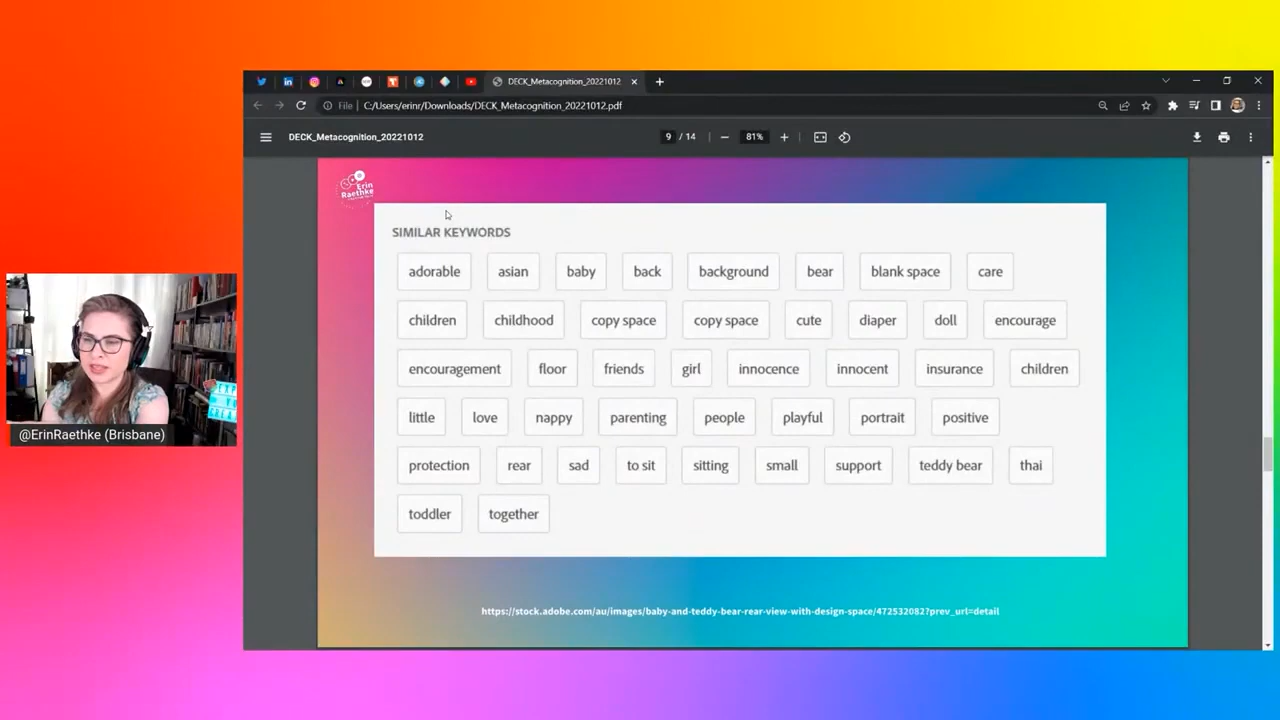 DECK_Metacognition_20221012
File
C:/Users/erinr/Downloads/DECK_Metacognition_20221012.pdf
DECK_Metacognition_20221012
9 / 14
81%
Erin
Raethke
SIMILAR KEYWORDS
adorable asian baby back background bear blank space care
children childhood copy space copy space cute diaper doll encourage
encouragement floor friends girl innocence innocent insurance children
little love nappy parenting people playful portrait positive
protection rear sad to sit sitting small support teddy bear thai
toddler together
https://stock.adobe.com/au/images/baby-and-teddy-bear-rear-view-with-design-space/472532082?prev_url=detail
@ErinRaethke (Brisbane)